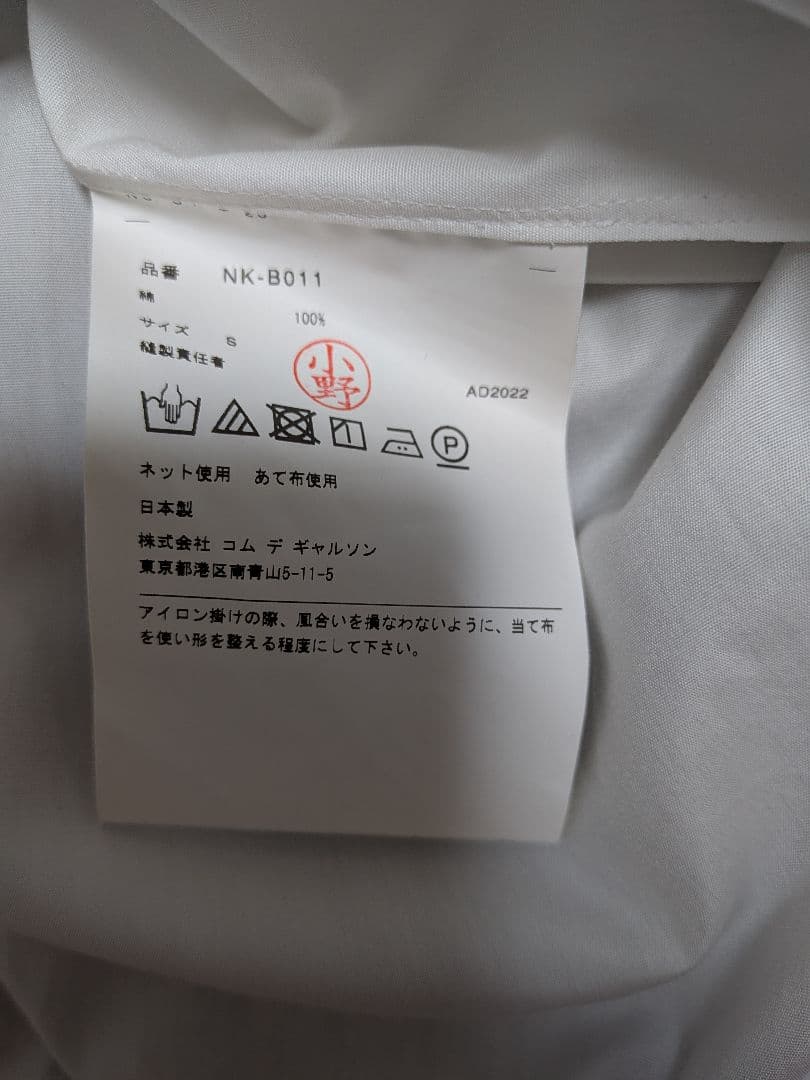 品番 NK-B011
綿 100%
サイズ S
縫製責任者 小野
AD2022
P
ネット使用 あて布使用
日本製
株式会社 コム デ ギャルソン
東京都港区南青山5-11-5
アイロン掛けの際、風合いを損なわないように、当て布
を使い形を整える程度にして下さい。